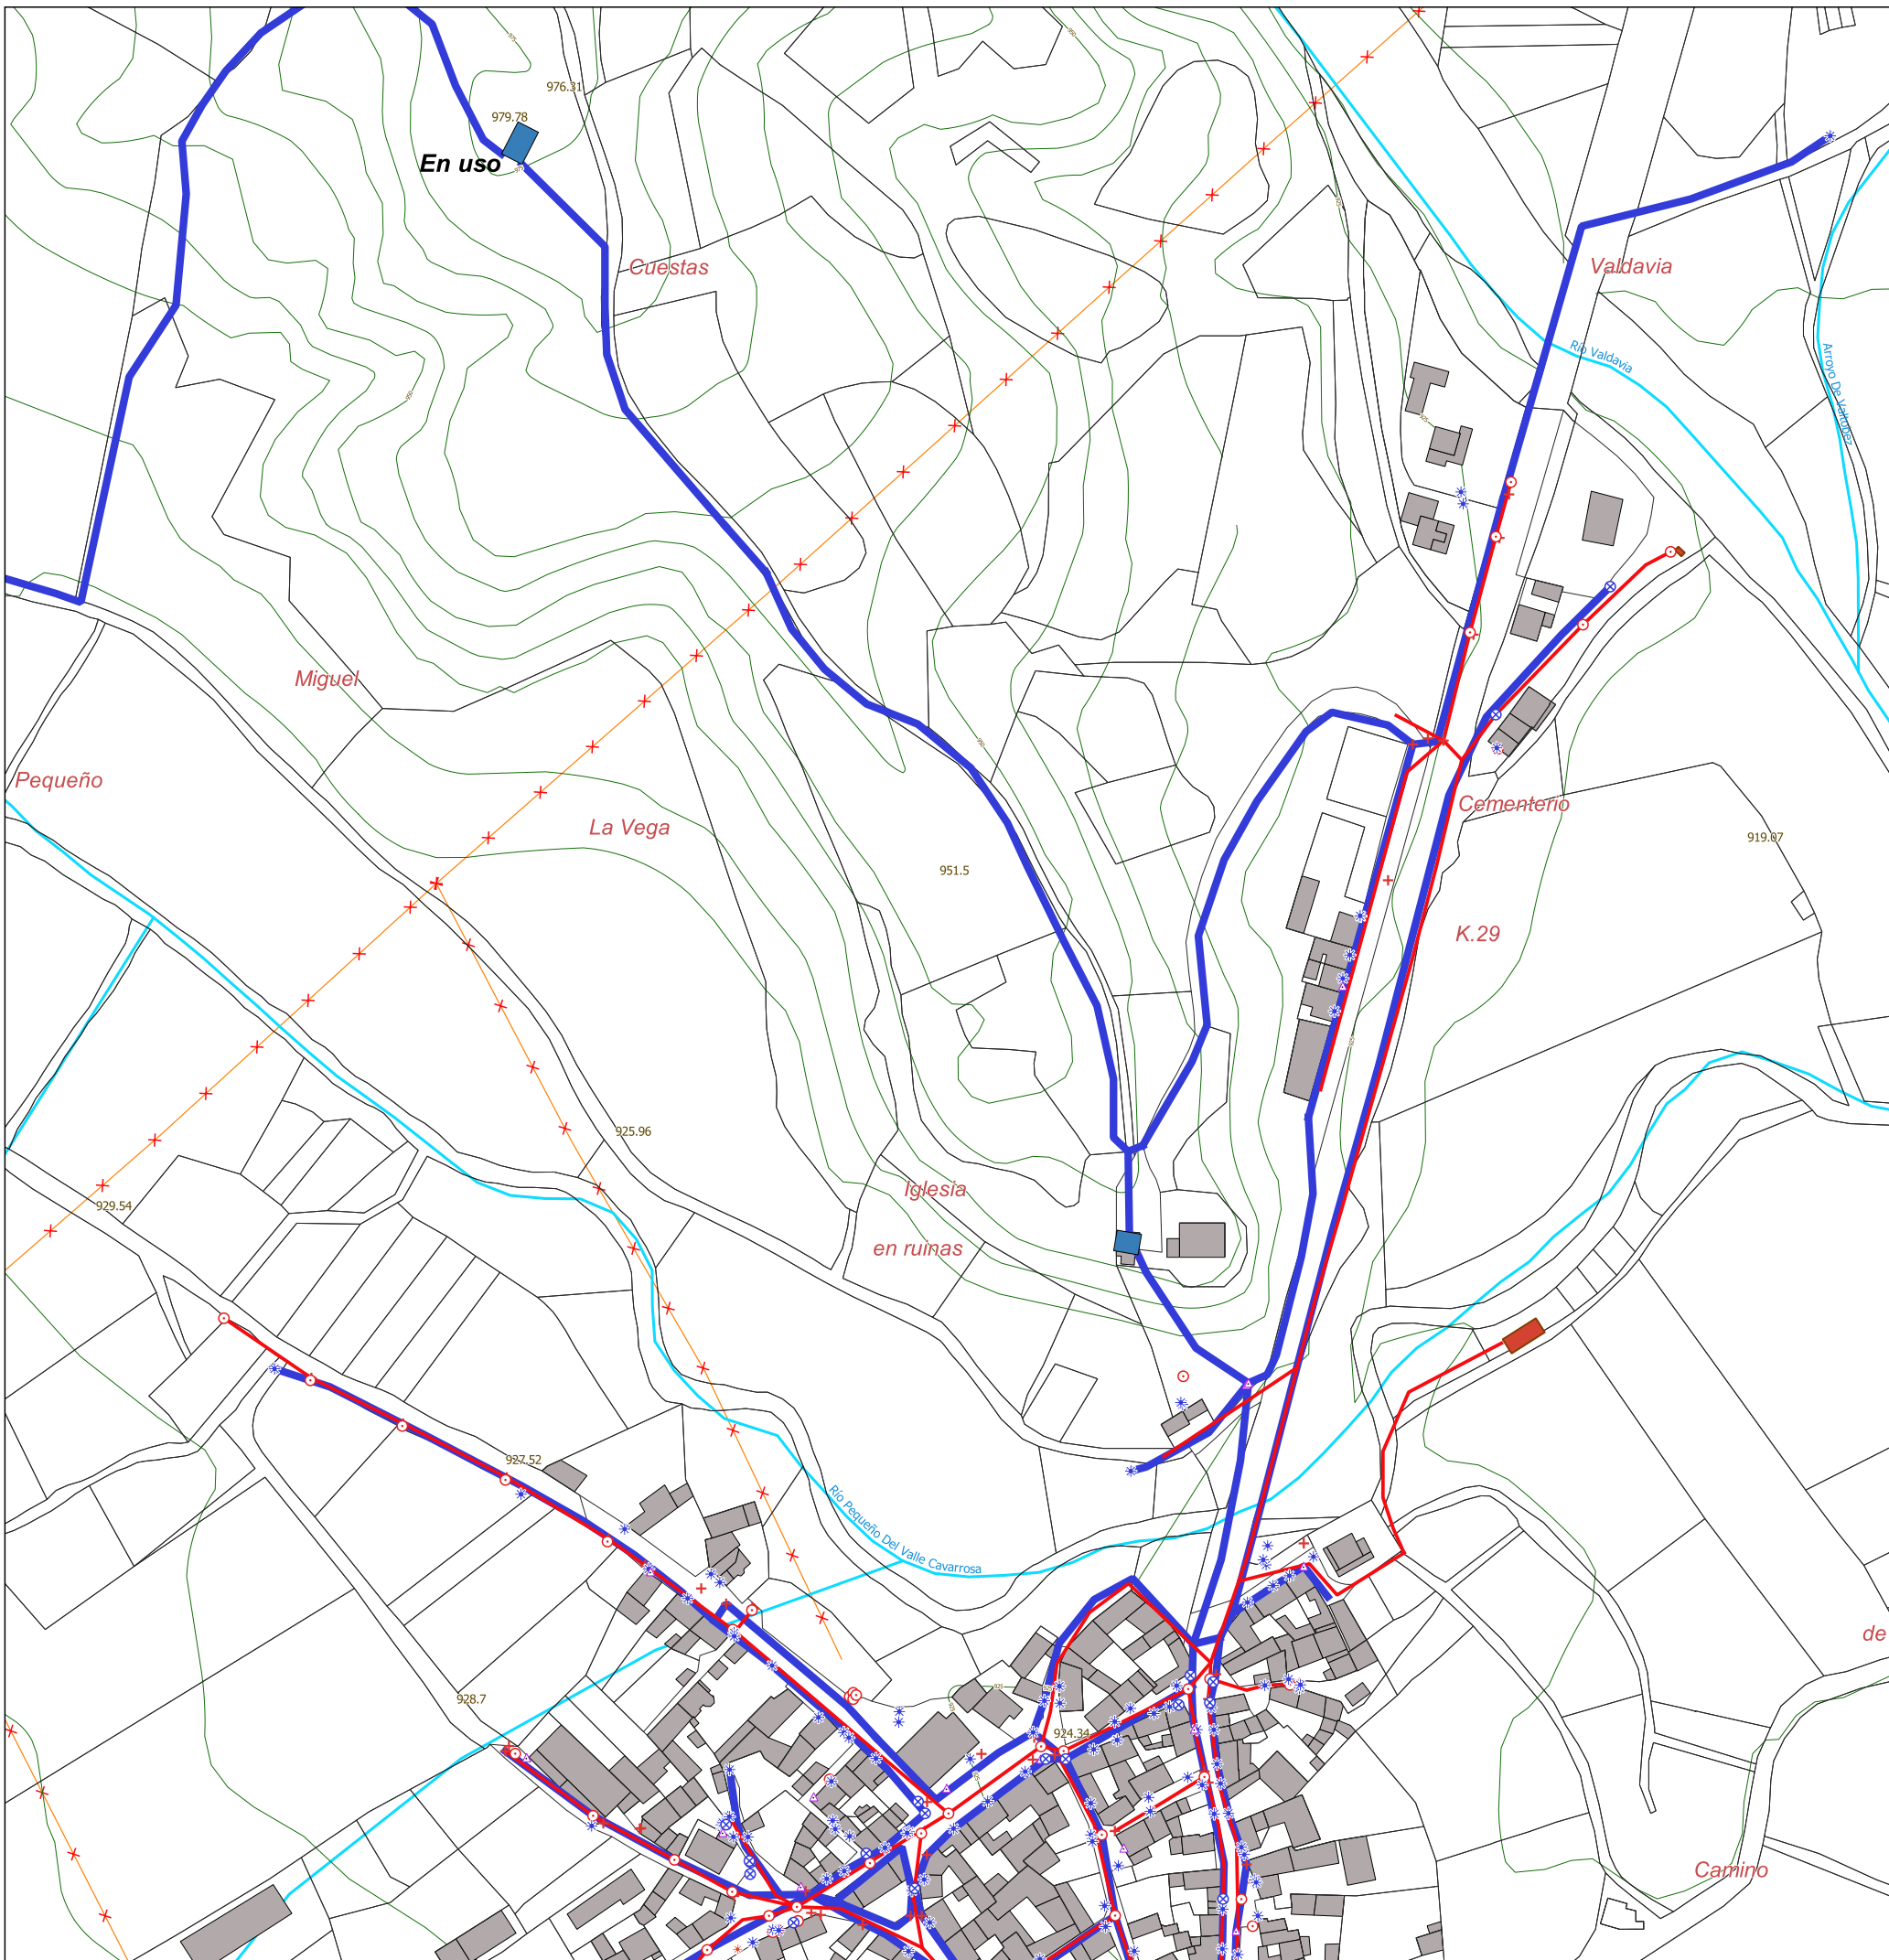 976.31
979.78
En uso
Cuestas
Valdavia
Río Valdavia
Arroyo De Valtobez
Miguel
Pequeño
La Vega
Cementerio
919.07
951.5
K.29
925.96
929.54
Iglesia
en ruinas
927.52
Río Pequeño Del Valle Cavarrosa
de
928.7
924.34
Camino